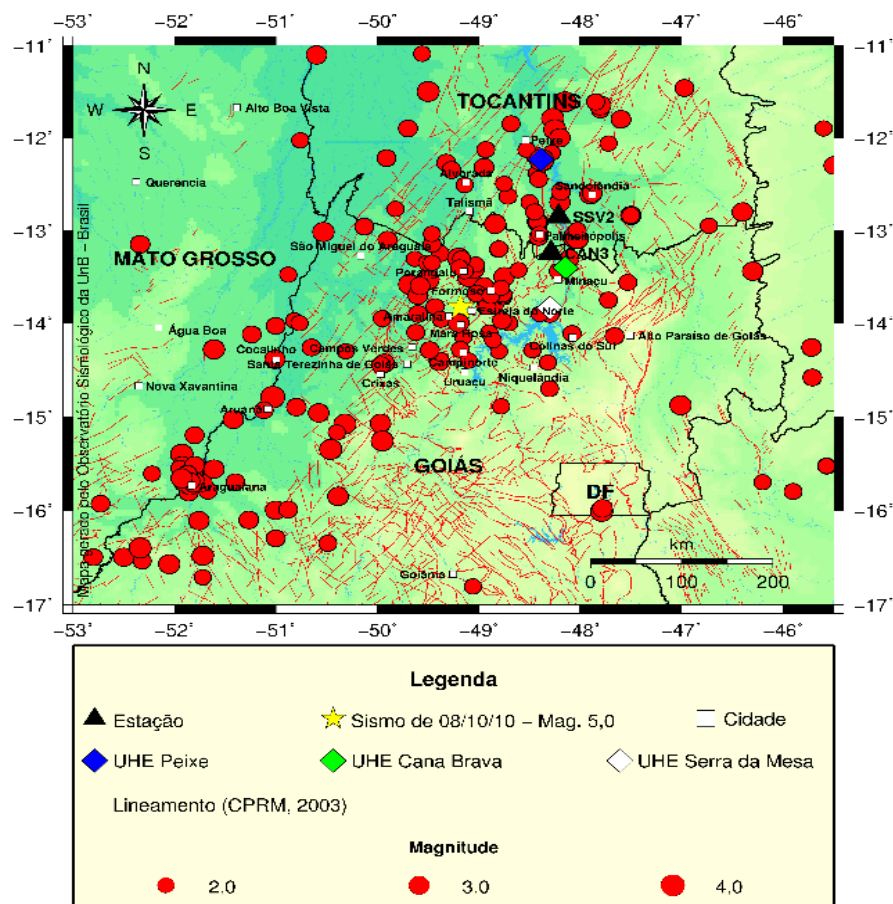 −53° −52° −51° −50° −49° −48° −47° −46°
−11° −11°
N
TOCANTINS
W E Alto Boa Vista
−12° −12°
S
Peixe
Alvorada
Querencia Sandolândia
Talismã
SSV2
−13° −13°
Palmeirópolis
São Miguel do Araguaia
MATO GROSSO CAN3
Porangatu
Minaçu
Formoso
Estrela do Norte
Amaralina
−14° −14°
Água Boa Mara Rosa Alto Paraíso de Goiás
Colinas do Sul
Cocalinho Campos Verdes
Santa Terezinha de Goiás Campinorte
Crixas Uruaçu Niquelândia
Nova Xavantina
−15° −15°
Aruanã
GOIÁS
Araguaiana DF
−16° −16°
km
Goiânia 0 100 200
−17° −17°
−53° −52° −51° −50° −49° −48° −47° −46°
Mapa gerado pelo Observatório Sismológico da UnB − Brasil
Legenda
Estação Sismo de 08/10/10 − Mag. 5,0 Cidade
UHE Peixe UHE Cana Brava UHE Serra da Mesa
Lineamento (CPRM, 2003)
Magnitude
2.0 3.0 4,0